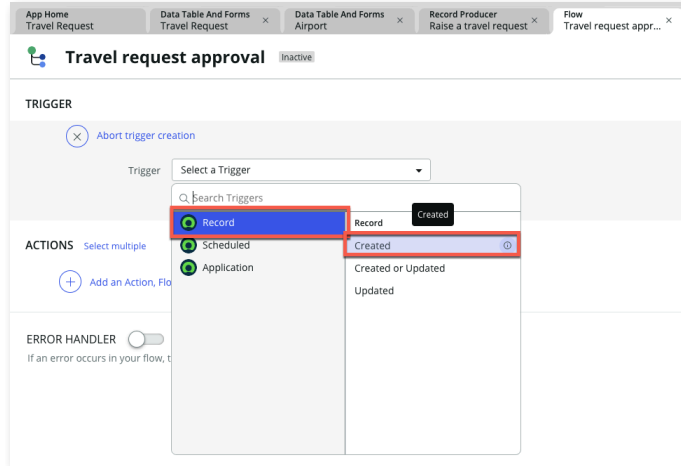 App Home
Travel Request
Data Table And Forms
Travel Request
Data Table And Forms
Airport
Record Producer
Raise a travel request
Flow
Travel request appr...
Travel request approval Inactive
TRIGGER
Abort trigger creation
Trigger Select a Trigger
Search Triggers
Record
Scheduled
Application
Record
Created
Created
Created or Updated
Updated
ACTIONS Select multiple
Add an Action, Flo
ERROR HANDLER
If an error occurs in your flow, t